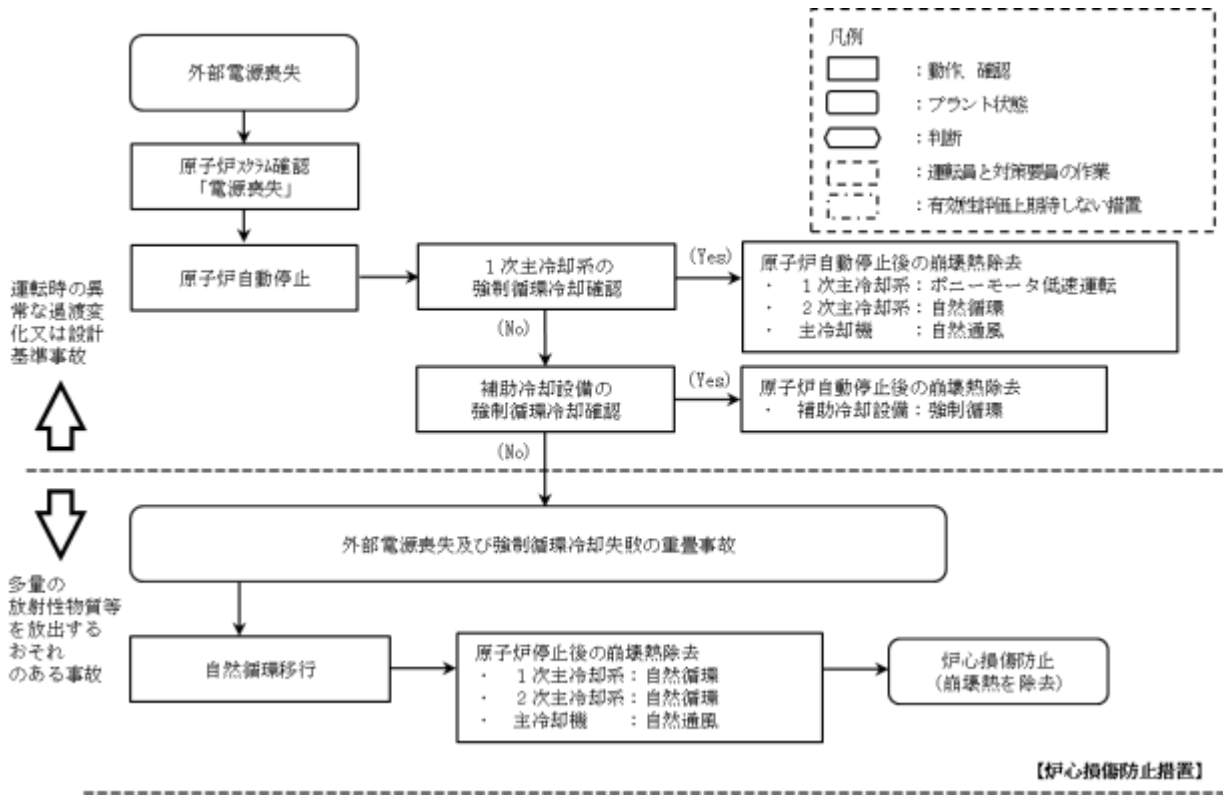 外部電源喪失
原子炉スクラム確認
「電源喪失」
原子炉自動停止
1次主冷却系の
強制循環冷却確認
(Yes)
原子炉自動停止後の崩壊熱除去
・ 1次主冷却系:ポニーモータ低速運転
・ 2次主冷却系:自然循環
・ 主冷却機 :自然通風
(No)
補助冷却設備の
強制循環冷却確認
(Yes)
原子炉自動停止後の崩壊熱除去
・ 補助冷却設備:強制循環
(No)
凡例
:動作、確認
:プラント状態
:判断
:運転員と対策要員の作業
:有効性評価上期待しない措置
運転時の異
常な過渡変
化又は設計
基準事故
多量の
放射性物質等
を放出する
おそれ
のある事故
外部電源喪失及び強制循環冷却失敗の重畳事故
自然循環移行
原子炉停止後の崩壊熱除去
・ 1次主冷却系:自然循環
・ 2次主冷却系:自然循環
・ 主冷却機 :自然通風
炉心損傷防止
(崩壊熱を除去)
【炉心損傷防止措置】